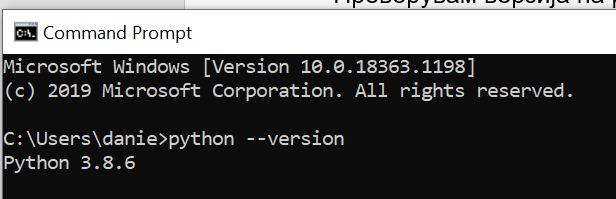 Проверувам верзија на
Command Prompt
Microsoft Windows [Version 10.0.18363.1198]
(c) 2019 Microsoft Corporation. All rights reserved.
C:\Users\danie>python --version
Python 3.8.6